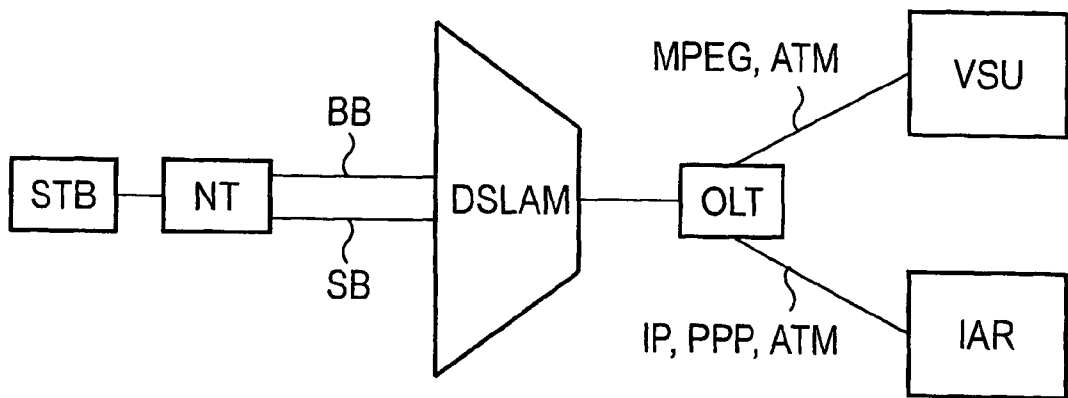 STB
NT
BB
SB
DSLAM
OLT
MPEG, ATM
IP, PPP, ATM
VSU
IAR